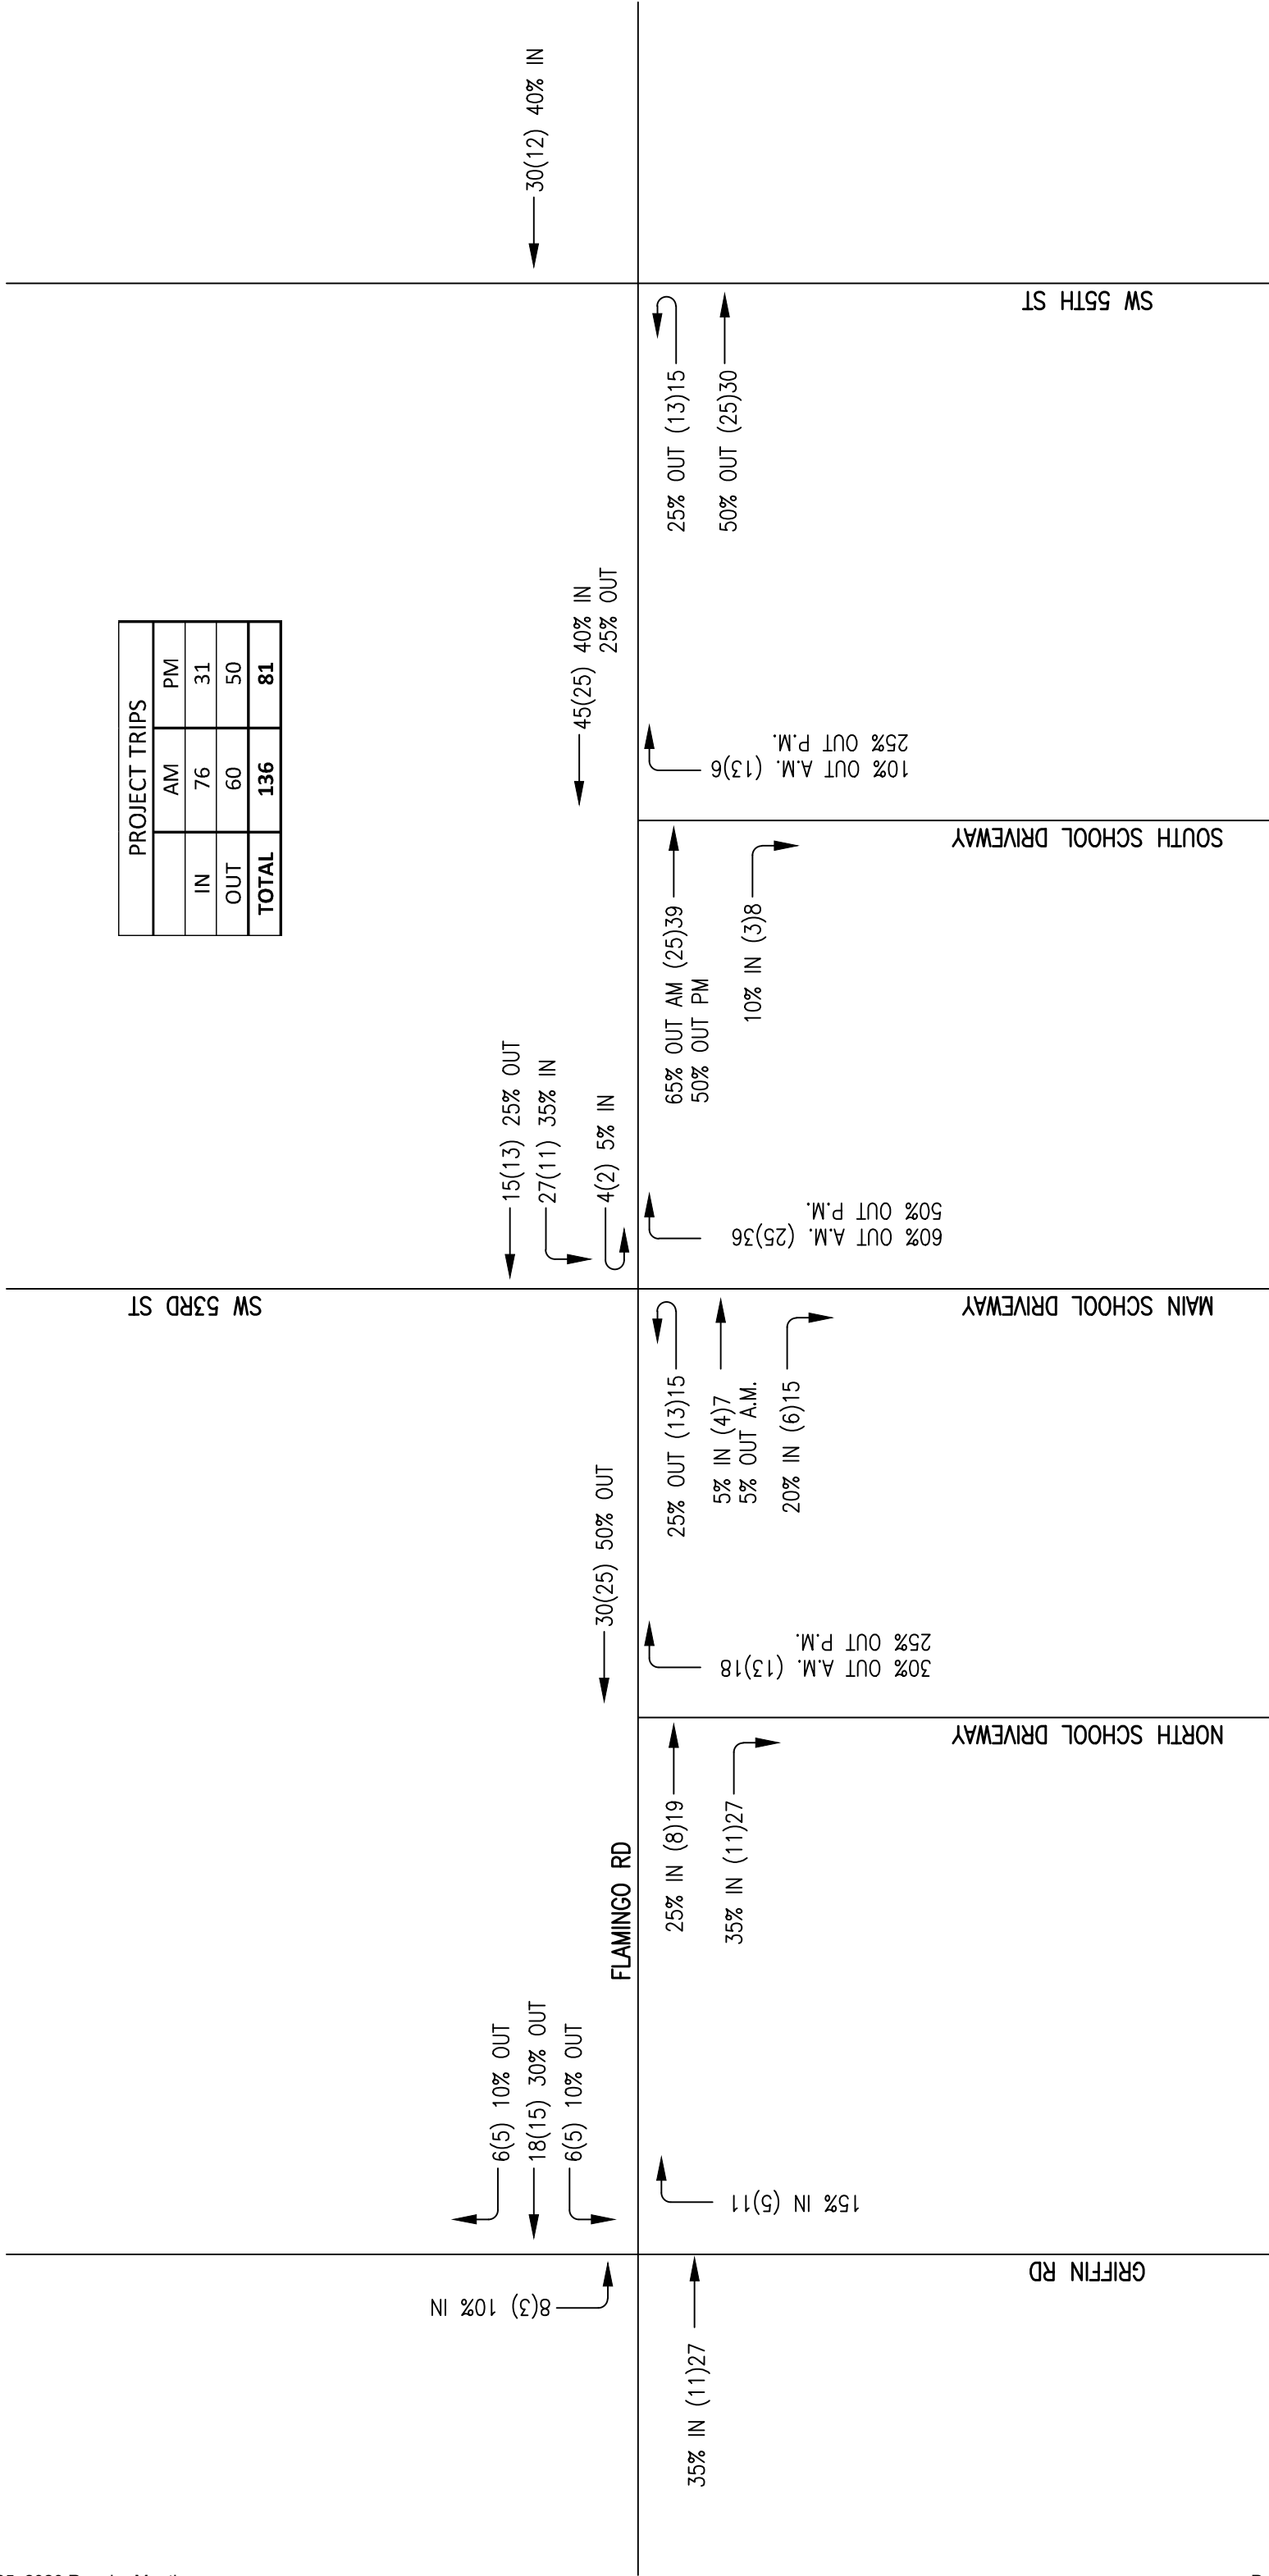 30(12) 40% IN
SW 55TH ST
25% OUT (13)15
50% OUT (25)30
PROJECT TRIPS
AM PM
IN 76 31
OUT 60 50
TOTAL 136 81
45(25) 40% IN
25% OUT
10% OUT A.M. (13)6
25% OUT P.M.
SOUTH SCHOOL DRIVEWAY
65% OUT AM (25)39
50% OUT PM
10% IN (3)8
15(13) 25% OUT
27(11) 35% IN
4(2) 5% IN
60% OUT A.M. (25)36
50% OUT P.M.
SW 53RD ST
MAIN SCHOOL DRIVEWAY
25% OUT (13)15
5% IN (4)7
5% OUT A.M.
20% IN (6)15
30(25) 50% OUT
30% OUT A.M. (13)18
25% OUT P.M.
NORTH SCHOOL DRIVEWAY
25% IN (8)19
35% IN (11)27
FLAMINGO RD
6(5) 10% OUT
18(15) 30% OUT
6(5) 10% OUT
15% IN (5)11
GRIFFIN RD
8(3) 10% IN
35% IN (11)27